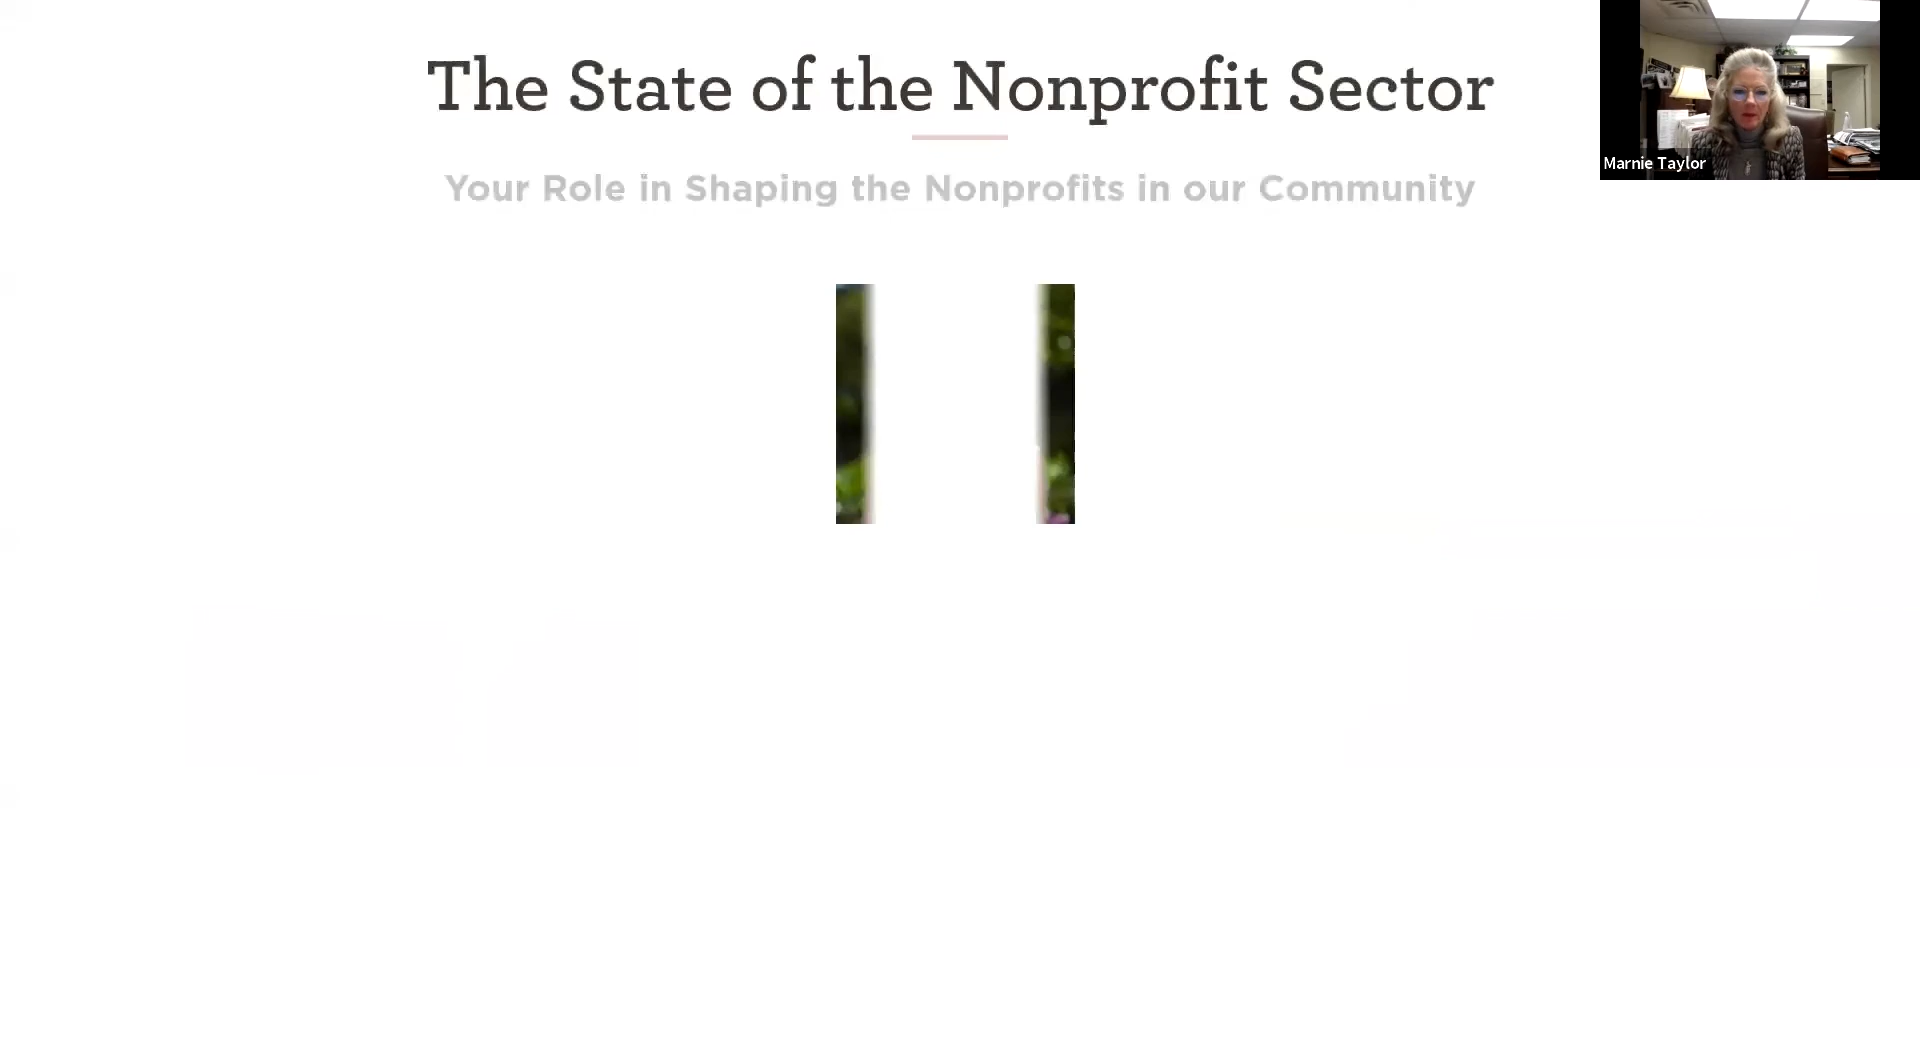 The State of the Nonprofit Sector
Your Role in Shaping the Nonprofits in our Community
Marnie Taylor